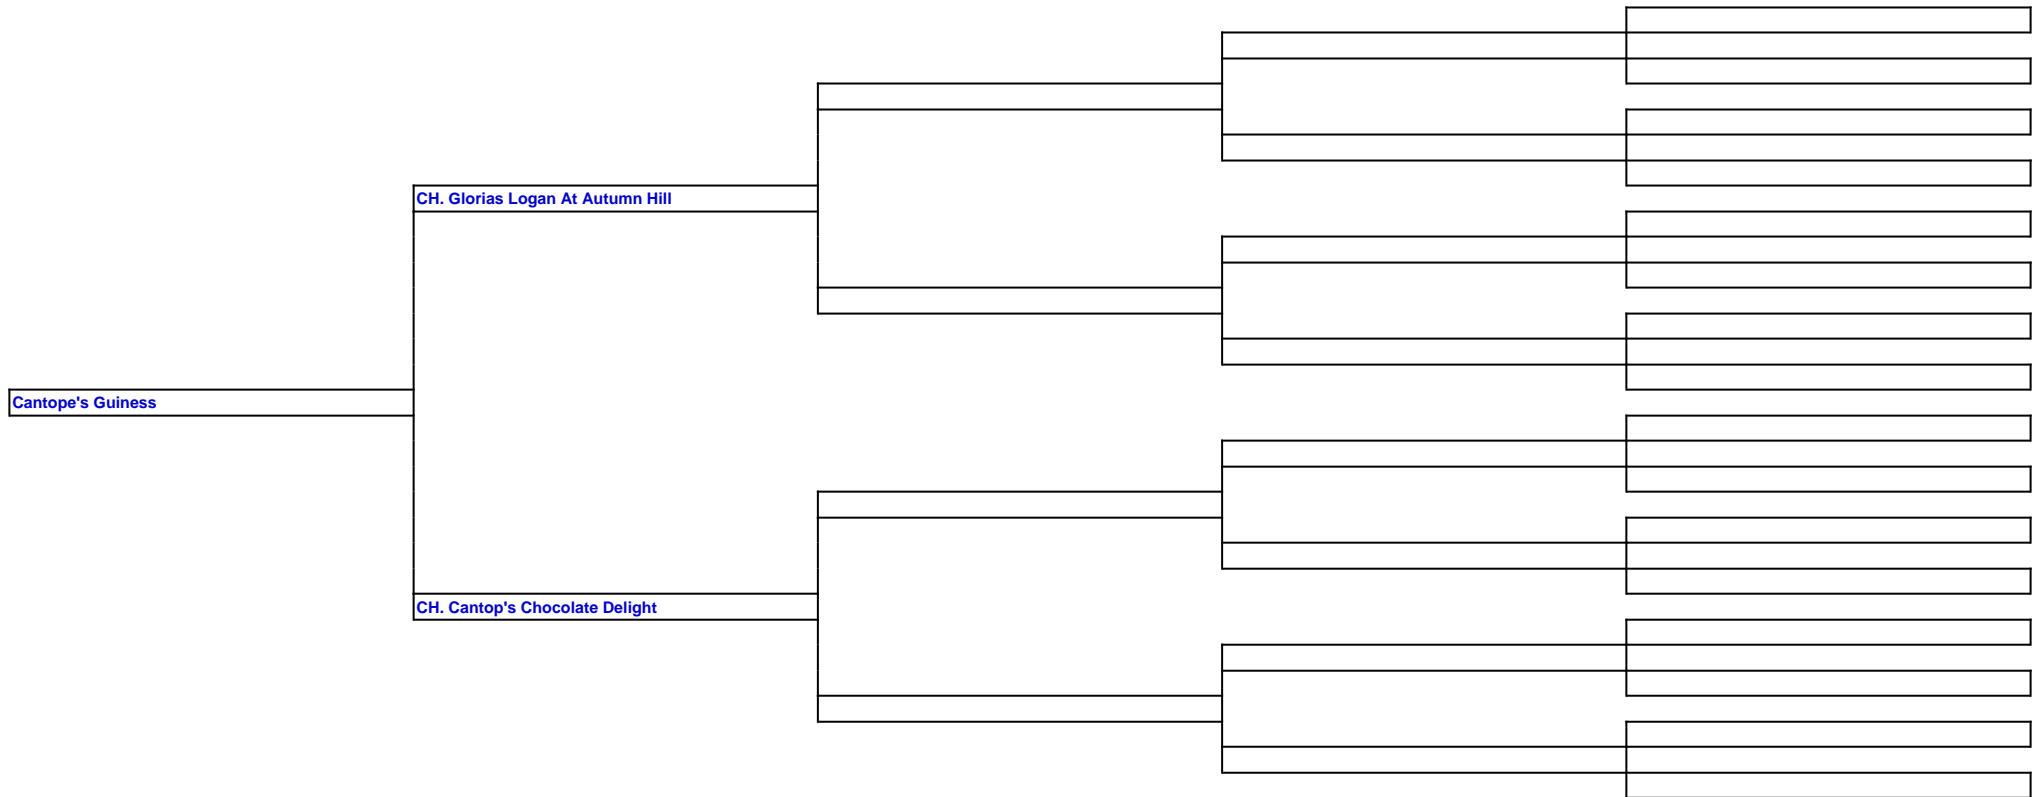 CH. Glorias Logan At Autumn Hill
Cantope's Guiness
CH. Cantop's Chocolate Delight